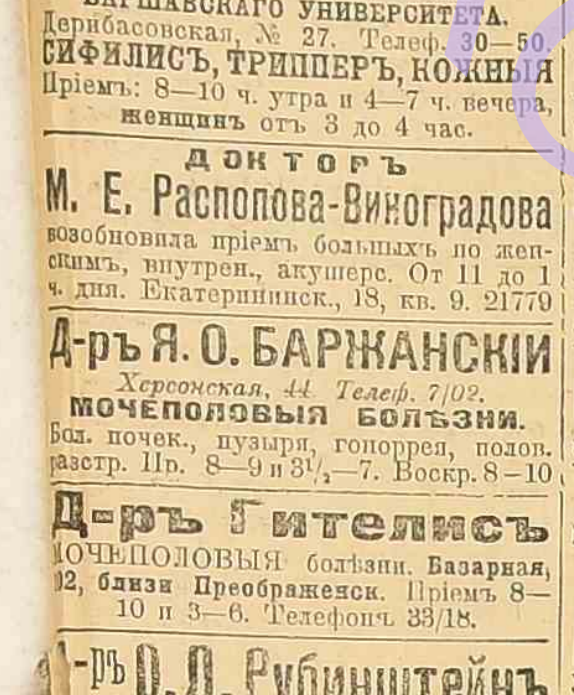 ВАРШАВСКАГО УНИВЕРСИТЕТА.
Дерибасовская, № 27. Телеф. 30—50.
СИФИЛИСЪ, ТРИППЕРЪ, КОЖНЫЯ
Пріемъ: 8—10 ч. утра и 4—7 ч. вечера,
женщинъ отъ 3 до 4 час.
ДОКТОРЪ
М. Е. Распопова-Виноградова
возобновила пріемъ больныхъ по жен-
скимъ, внутрен., акушерс. От 11 до 1
ч. дня. Екатерининск., 18, кв. 9. 21779
Д-ръ Я. О. БАРЖАНСКІЙ
Херсонская, 44 Телеф. 7/02.
МОЧЕПОЛОВЫЯ БОЛѢЗНИ.
Бол. почек., пузыря, гоноррея, полов.
разстр. Пр. 8—9 и 3½—7. Воскр. 8—10
Д-ръ Гителисъ
МОЧЕПОЛОВЫЯ болѣзни. Базарная,
02, близи Преображенск. Пріемъ 8—
10 и 3—6. Телефонъ 33/18.
Д-ръ О. Л. Рубинштейнъ